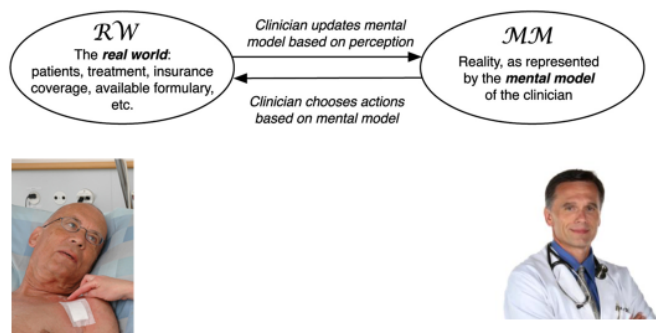 RW
The real world:
patients, treatment, insurance
coverage, available formulary,
etc.
Clinician updates mental
model based on perception
Clinician chooses actions
based on mental model
MM
Reality, as represented
by the mental model
of the clinician